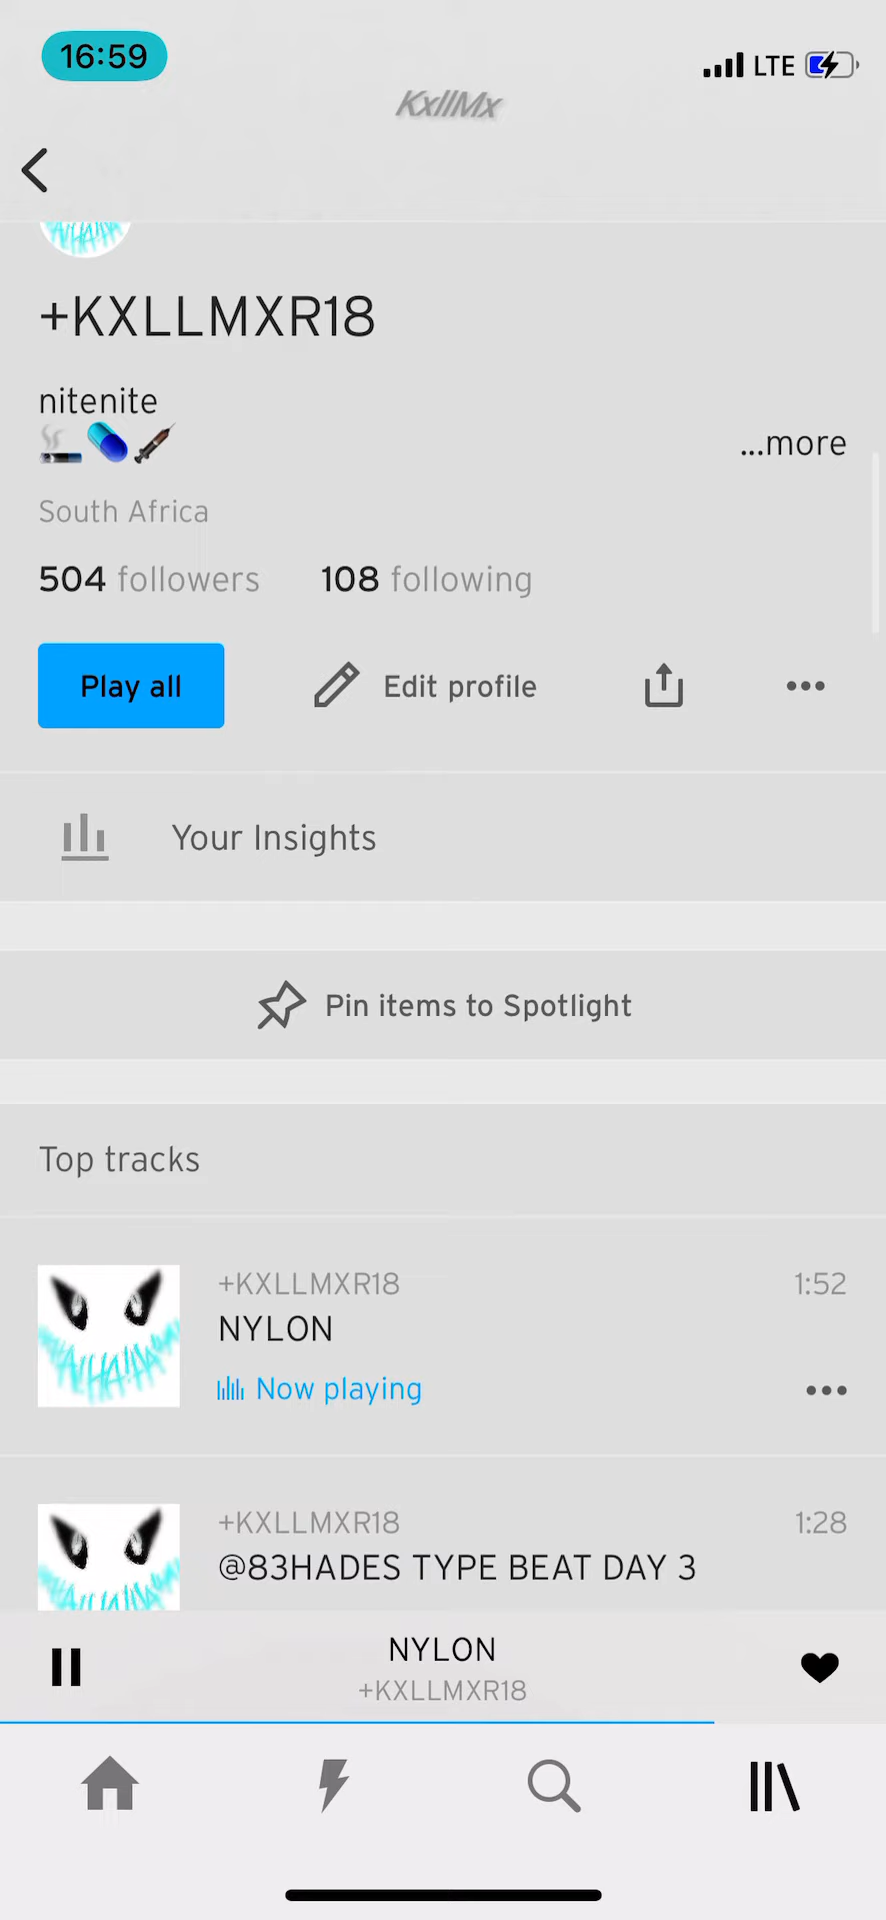 16:59
LTE
KxllMx
+KXLLMXR18
nitenite
...more
South Africa
504 followers 108 following
Play all Edit profile
Your Insights
Pin items to Spotlight
Top tracks
+KXLLMXR18 1:52
NYLON
Now playing
+KXLLMXR18 1:28
@83HADES TYPE BEAT DAY 3
NYLON
+KXLLMXR18